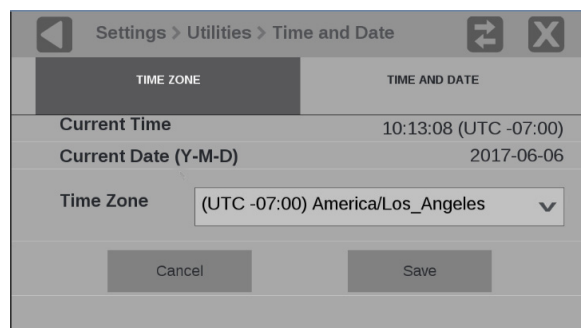 Settings > Utilities > Time and Date
TIME ZONE
TIME AND DATE
Current Time 10:13:08 (UTC -07:00)
Current Date (Y-M-D) 2017-06-06
Time Zone (UTC -07:00) America/Los_Angeles
Cancel Save